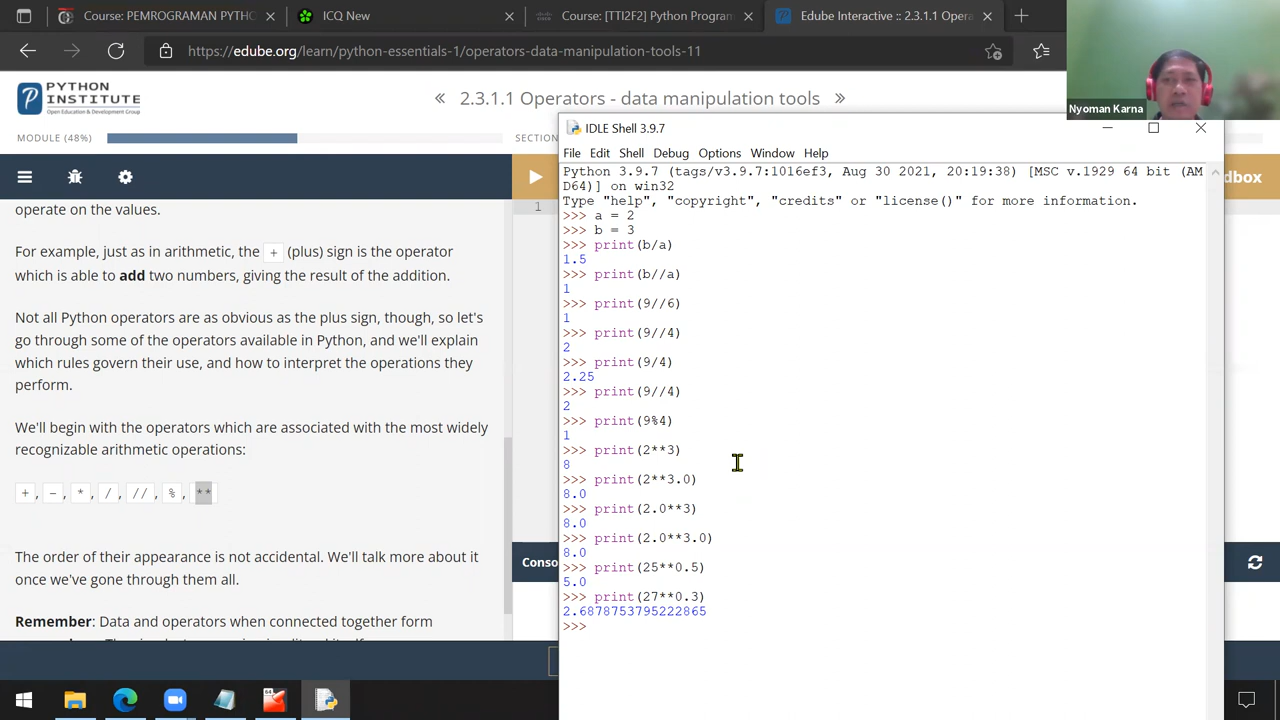 Course: PEMROGRAMAN PYTHO
ICQ New
Course: [TTI2F2] Python Program
Edube Interactive :: 2.3.1.1 Opera
https://edube.org/learn/python-essentials-1/operators-data-manipulation-tools-11
Nyoman Karna
PYTHON
INSTITUTE
Open Education & Development Group
« 2.3.1.1 Operators - data manipulation tools »
MODULE (48%)
SECTION
IDLE Shell 3.9.7
File Edit Shell Debug Options Window Help
dbox
1
operate on the values.
For example, just as in arithmetic, the + (plus) sign is the operator
which is able to add two numbers, giving the result of the addition.
Not all Python operators are as obvious as the plus sign, though, so let's
go through some of the operators available in Python, and we'll explain
which rules govern their use, and how to interpret the operations they
perform.
We'll begin with the operators which are associated with the most widely
recognizable arithmetic operations:
+, -, *, /, //, %, **
The order of their appearance is not accidental. We'll talk more about it
once we've gone through them all.
Remember: Data and operators when connected together form
Conso
Python 3.9.7 (tags/v3.9.7:1016ef3, Aug 30 2021, 20:19:38) [MSC v.1929 64 bit (AM
D64)] on win32
Type "help", "copyright", "credits" or "license()" for more information.
>>> a = 2
>>> b = 3
>>> print(b/a)
1.5
>>> print(b//a)
1
>>> print(9//6)
1
>>> print(9//4)
2
>>> print(9/4)
2.25
>>> print(9//4)
2
>>> print(9%4)
1
>>> print(2**3)
8
>>> print(2**3.0)
8.0
>>> print(2.0**3)
8.0
>>> print(2.0**3.0)
8.0
>>> print(25**0.5)
5.0
>>> print(27**0.3)
2.6878753795222865
>>>